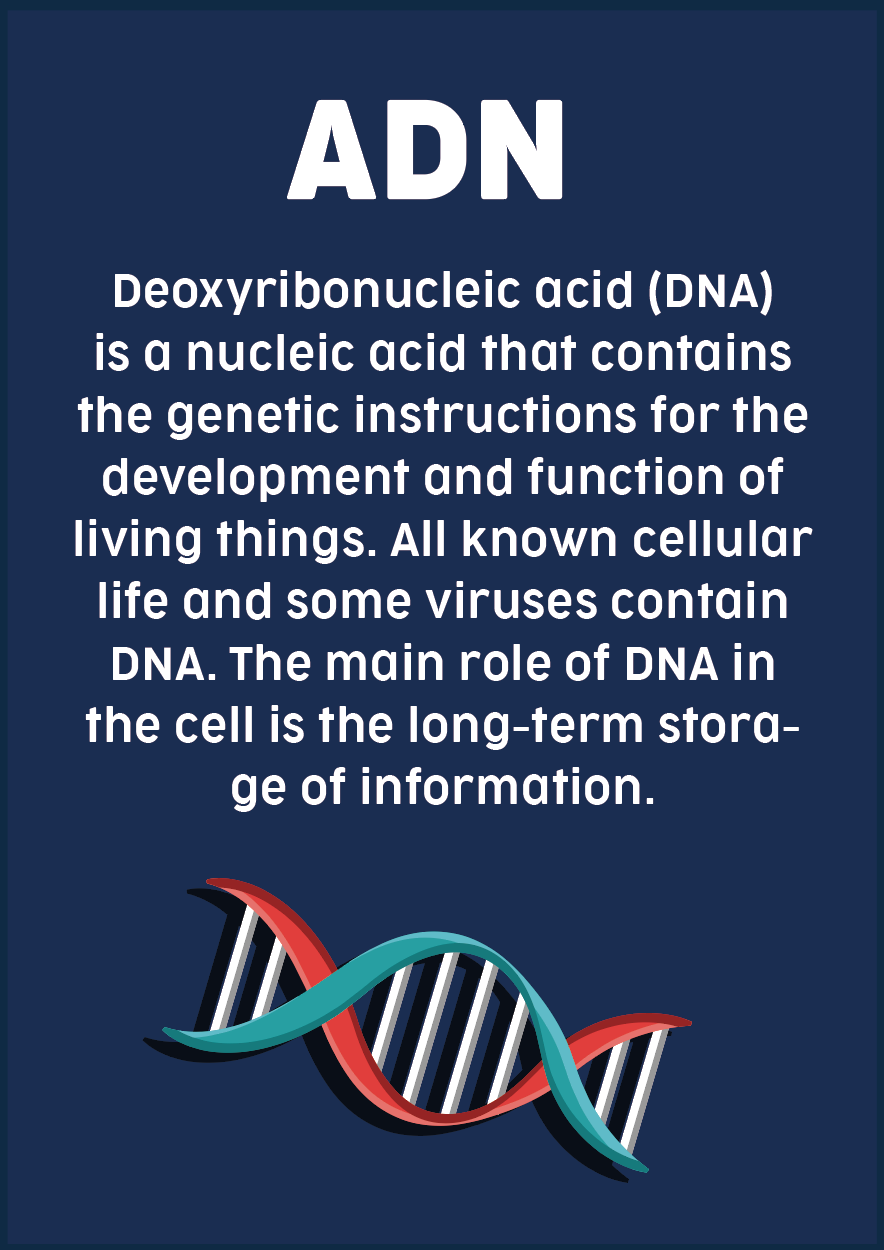 ADN
Deoxyribonucleic acid (DNA)
is a nucleic acid that contains
the genetic instructions for the
development and function of
living things. All known cellular
life and some viruses contain
DNA. The main role of DNA in
the cell is the long-term stora-
ge of information.